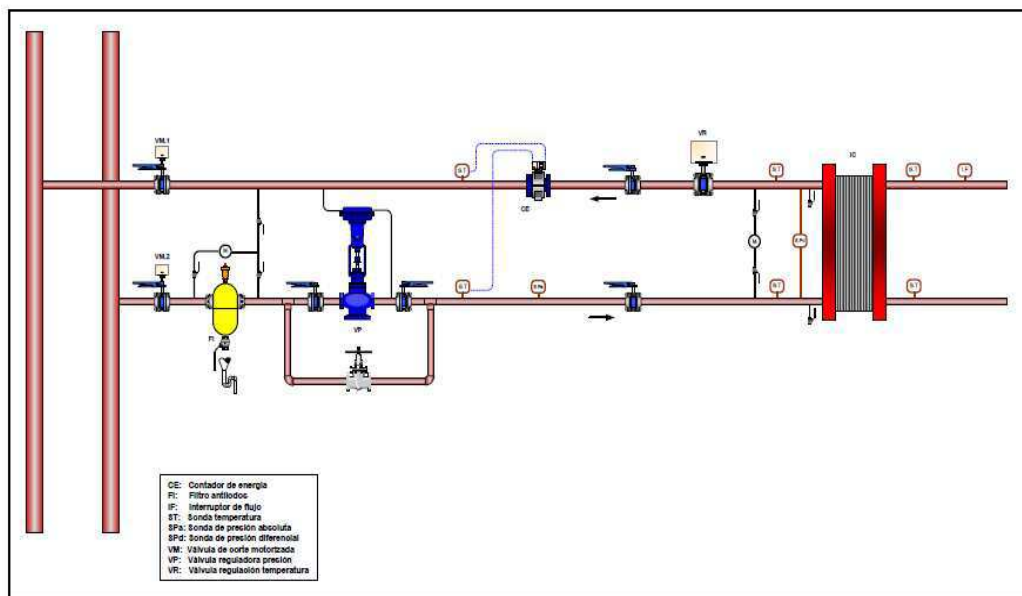 VM.1
VR
IC
S.T
S.T
S.T
I.F
CE
M
S.Pd
M
VM.2
S.T
S.Pa
S.T
S.T
FI
VP
CE: Contador de energía
FI: Filtro antilodos
IF: Interruptor de flujo
ST: Sonda temperatura
SPa: Sonda de presión absoluta
SPd: Sonda de presión diferencial
VM: Válvula de corte motorizada
VP: Válvula reguladora presión
VR: Válvula regulación temperatura